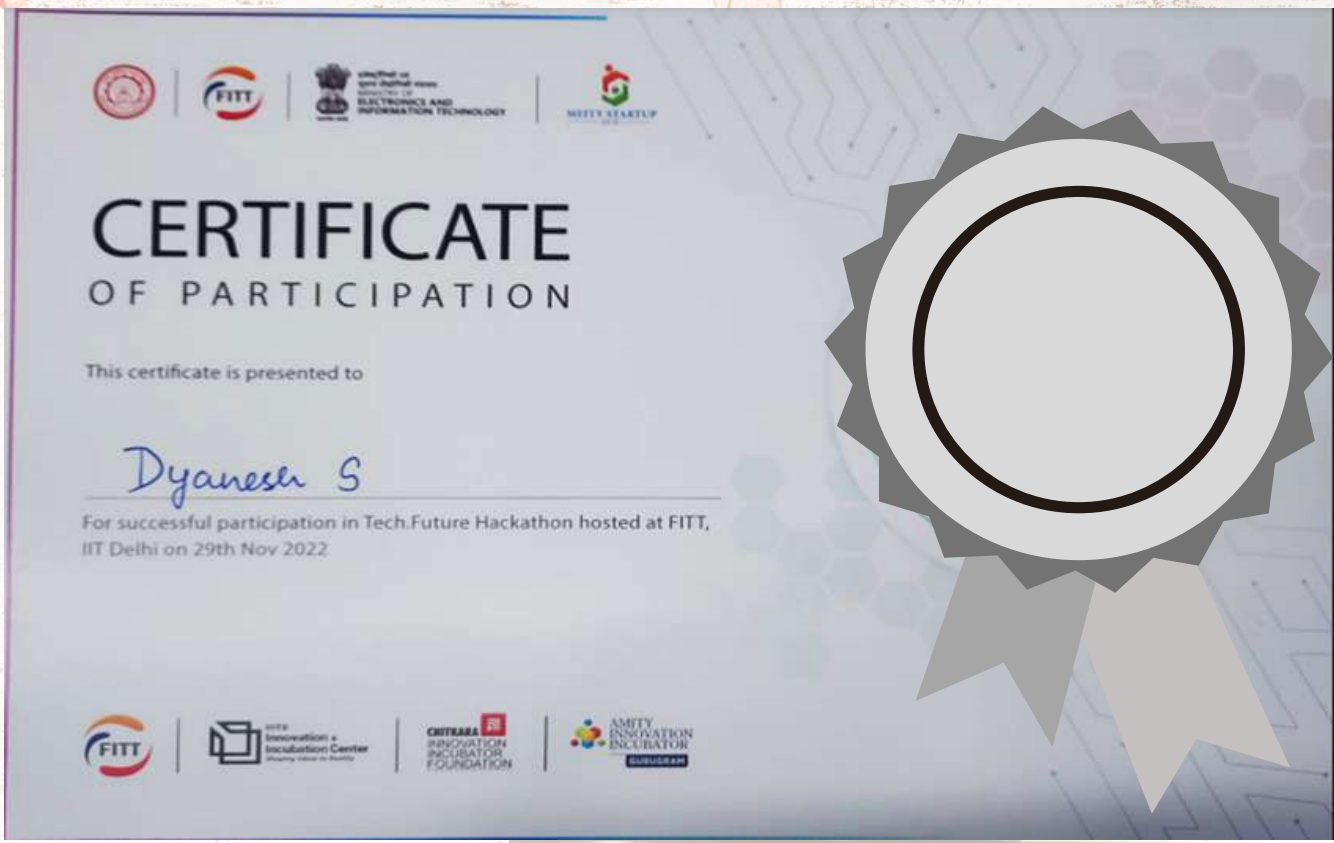 FITT
MINISTRY OF
ELECTRONICS AND
INFORMATION TECHNOLOGY
MEITY STARTUP
CERTIFICATE
OF PARTICIPATION
This certificate is presented to
Dyanesh S
For successful participation in Tech.Future Hackathon hosted at FITT,
IIT Delhi on 29th Nov 2022
FITT
Innovation &
Incubation Center
CHITKARA
INNOVATION
INCUBATOR
FOUNDATION
AMITY
INNOVATION
INCUBATOR
GURUGRAM